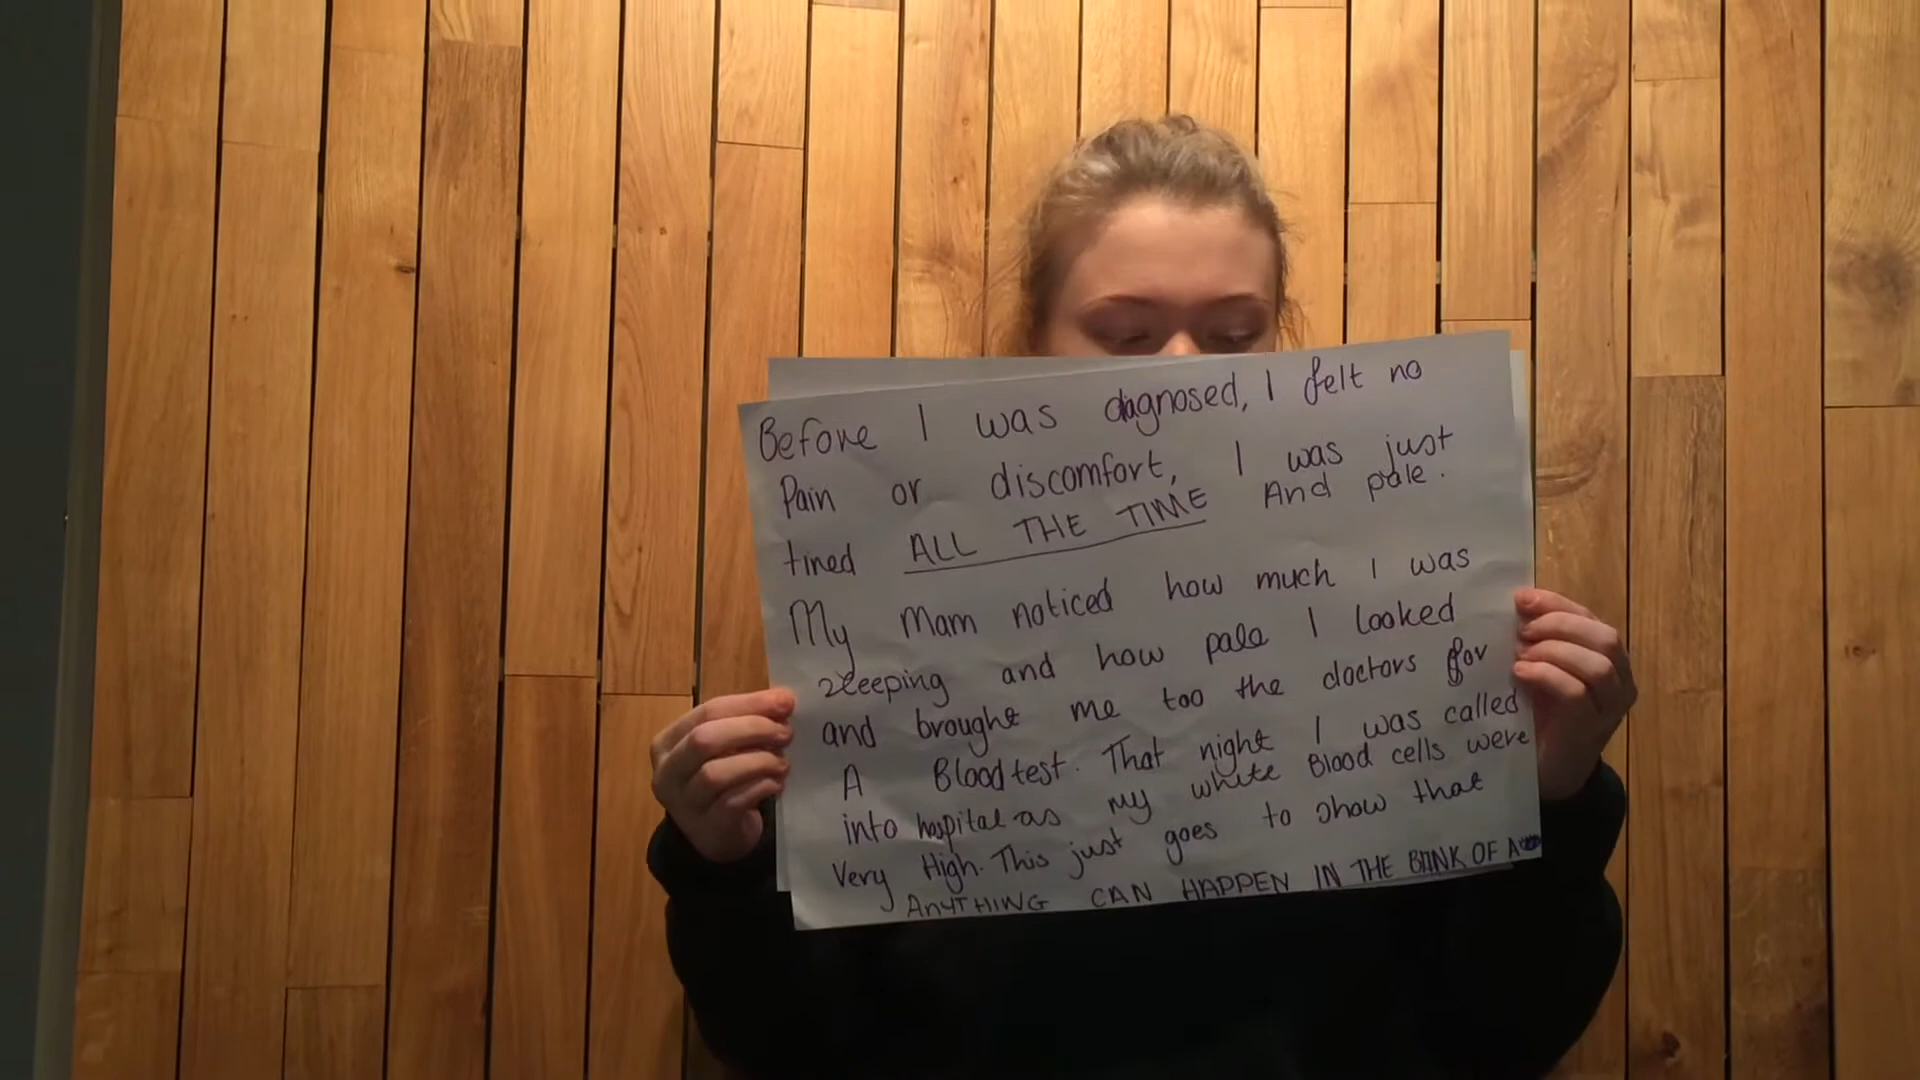 Before I was dagnosed, I felt no
Pain or discomfort, I was just
tired ALL THE TIME And pale.
My Mam noticed how much I was
sleeping and how pale I looked
and brought me too the doctors for
A Blood test. That night I was called
into hospital as my white Blood cells were
Very High. This just goes to show that
AnYTHING CAN HAPPEN IN THE BLINK OF A